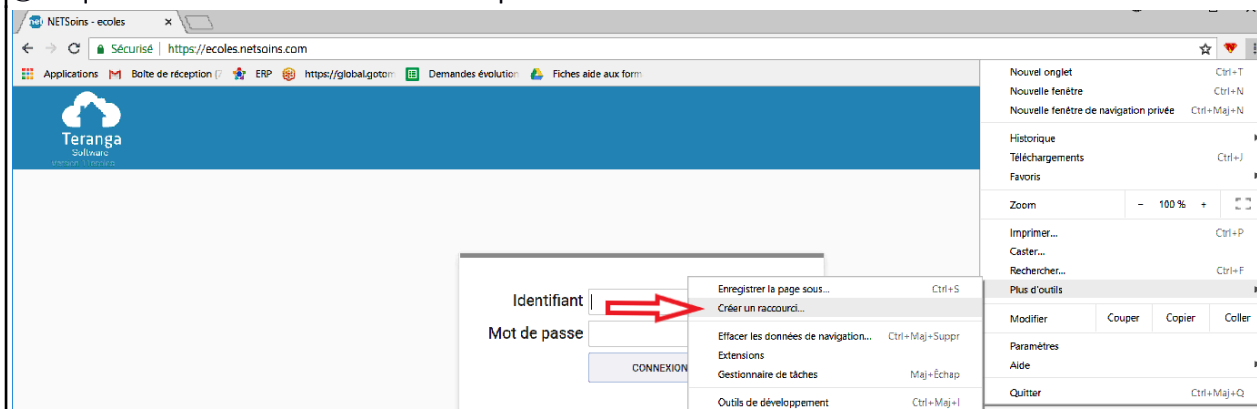 NETSoins - ecoles
Sécurisé | https://ecoles.netsoins.com
Applications
Boîte de réception (
ERP
https://global.gotom
Demandes évolution
Fiches aide aux form
Teranga
Software
Identifiant
Mot de passe
CONNEXION
Nouvel onglet Ctrl+T
Nouvelle fenêtre Ctrl+N
Nouvelle fenêtre de navigation privée Ctrl+Maj+N
Historique
Téléchargements Ctrl+J
Favoris
Zoom - 100 % +
Imprimer... Ctrl+P
Caster...
Rechercher... Ctrl+F
Plus d'outils
Modifier Couper Copier Coller
Paramètres
Aide
Quitter Ctrl+Maj+Q
Enregistrer la page sous... Ctrl+S
Créer un raccourci...
Effacer les données de navigation... Ctrl+Maj+Suppr
Extensions
Gestionnaire de tâches Maj+Échap
Outils de développement Ctrl+Maj+I